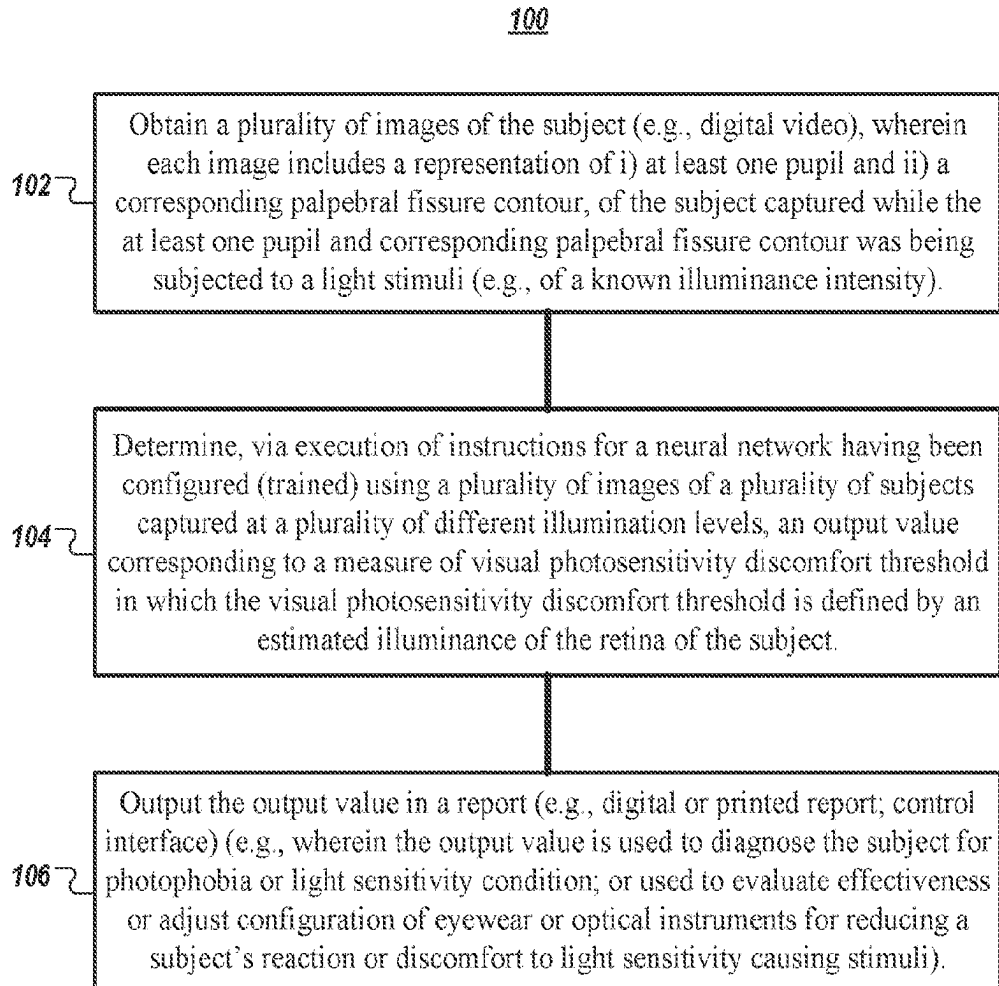 100
Obtain a plurality of images of the subject (e.g., digital video), wherein
each image includes a representation of i) at least one pupil and ii) a
102
corresponding palpebral fissure contour, of the subject captured while the
at least one pupil and corresponding palpebral fissure contour was being
subjected to a light stimuli (e.g., of a known illuminance intensity).
Determine, via execution of instructions for a neural network having been
configured (trained) using a plurality of images of a plurality of subjects
captured at a plurality of different illumination levels, an output value
104
corresponding to a measure of visual photosensitivity discomfort threshold
in which the visual photosensitivity discomfort threshold is defined by an
estimated illuminance of the retina of the subject.
Output the output value in a report (e.g., digital or printed report; control
interface) (e.g., wherein the output value is used to diagnose the subject for
106
photophobia or light sensitivity condition; or used to evaluate effectiveness
or adjust configuration of eyewear or optical instruments for reducing a
subject's reaction or discomfort to light sensitivity causing stimuli).